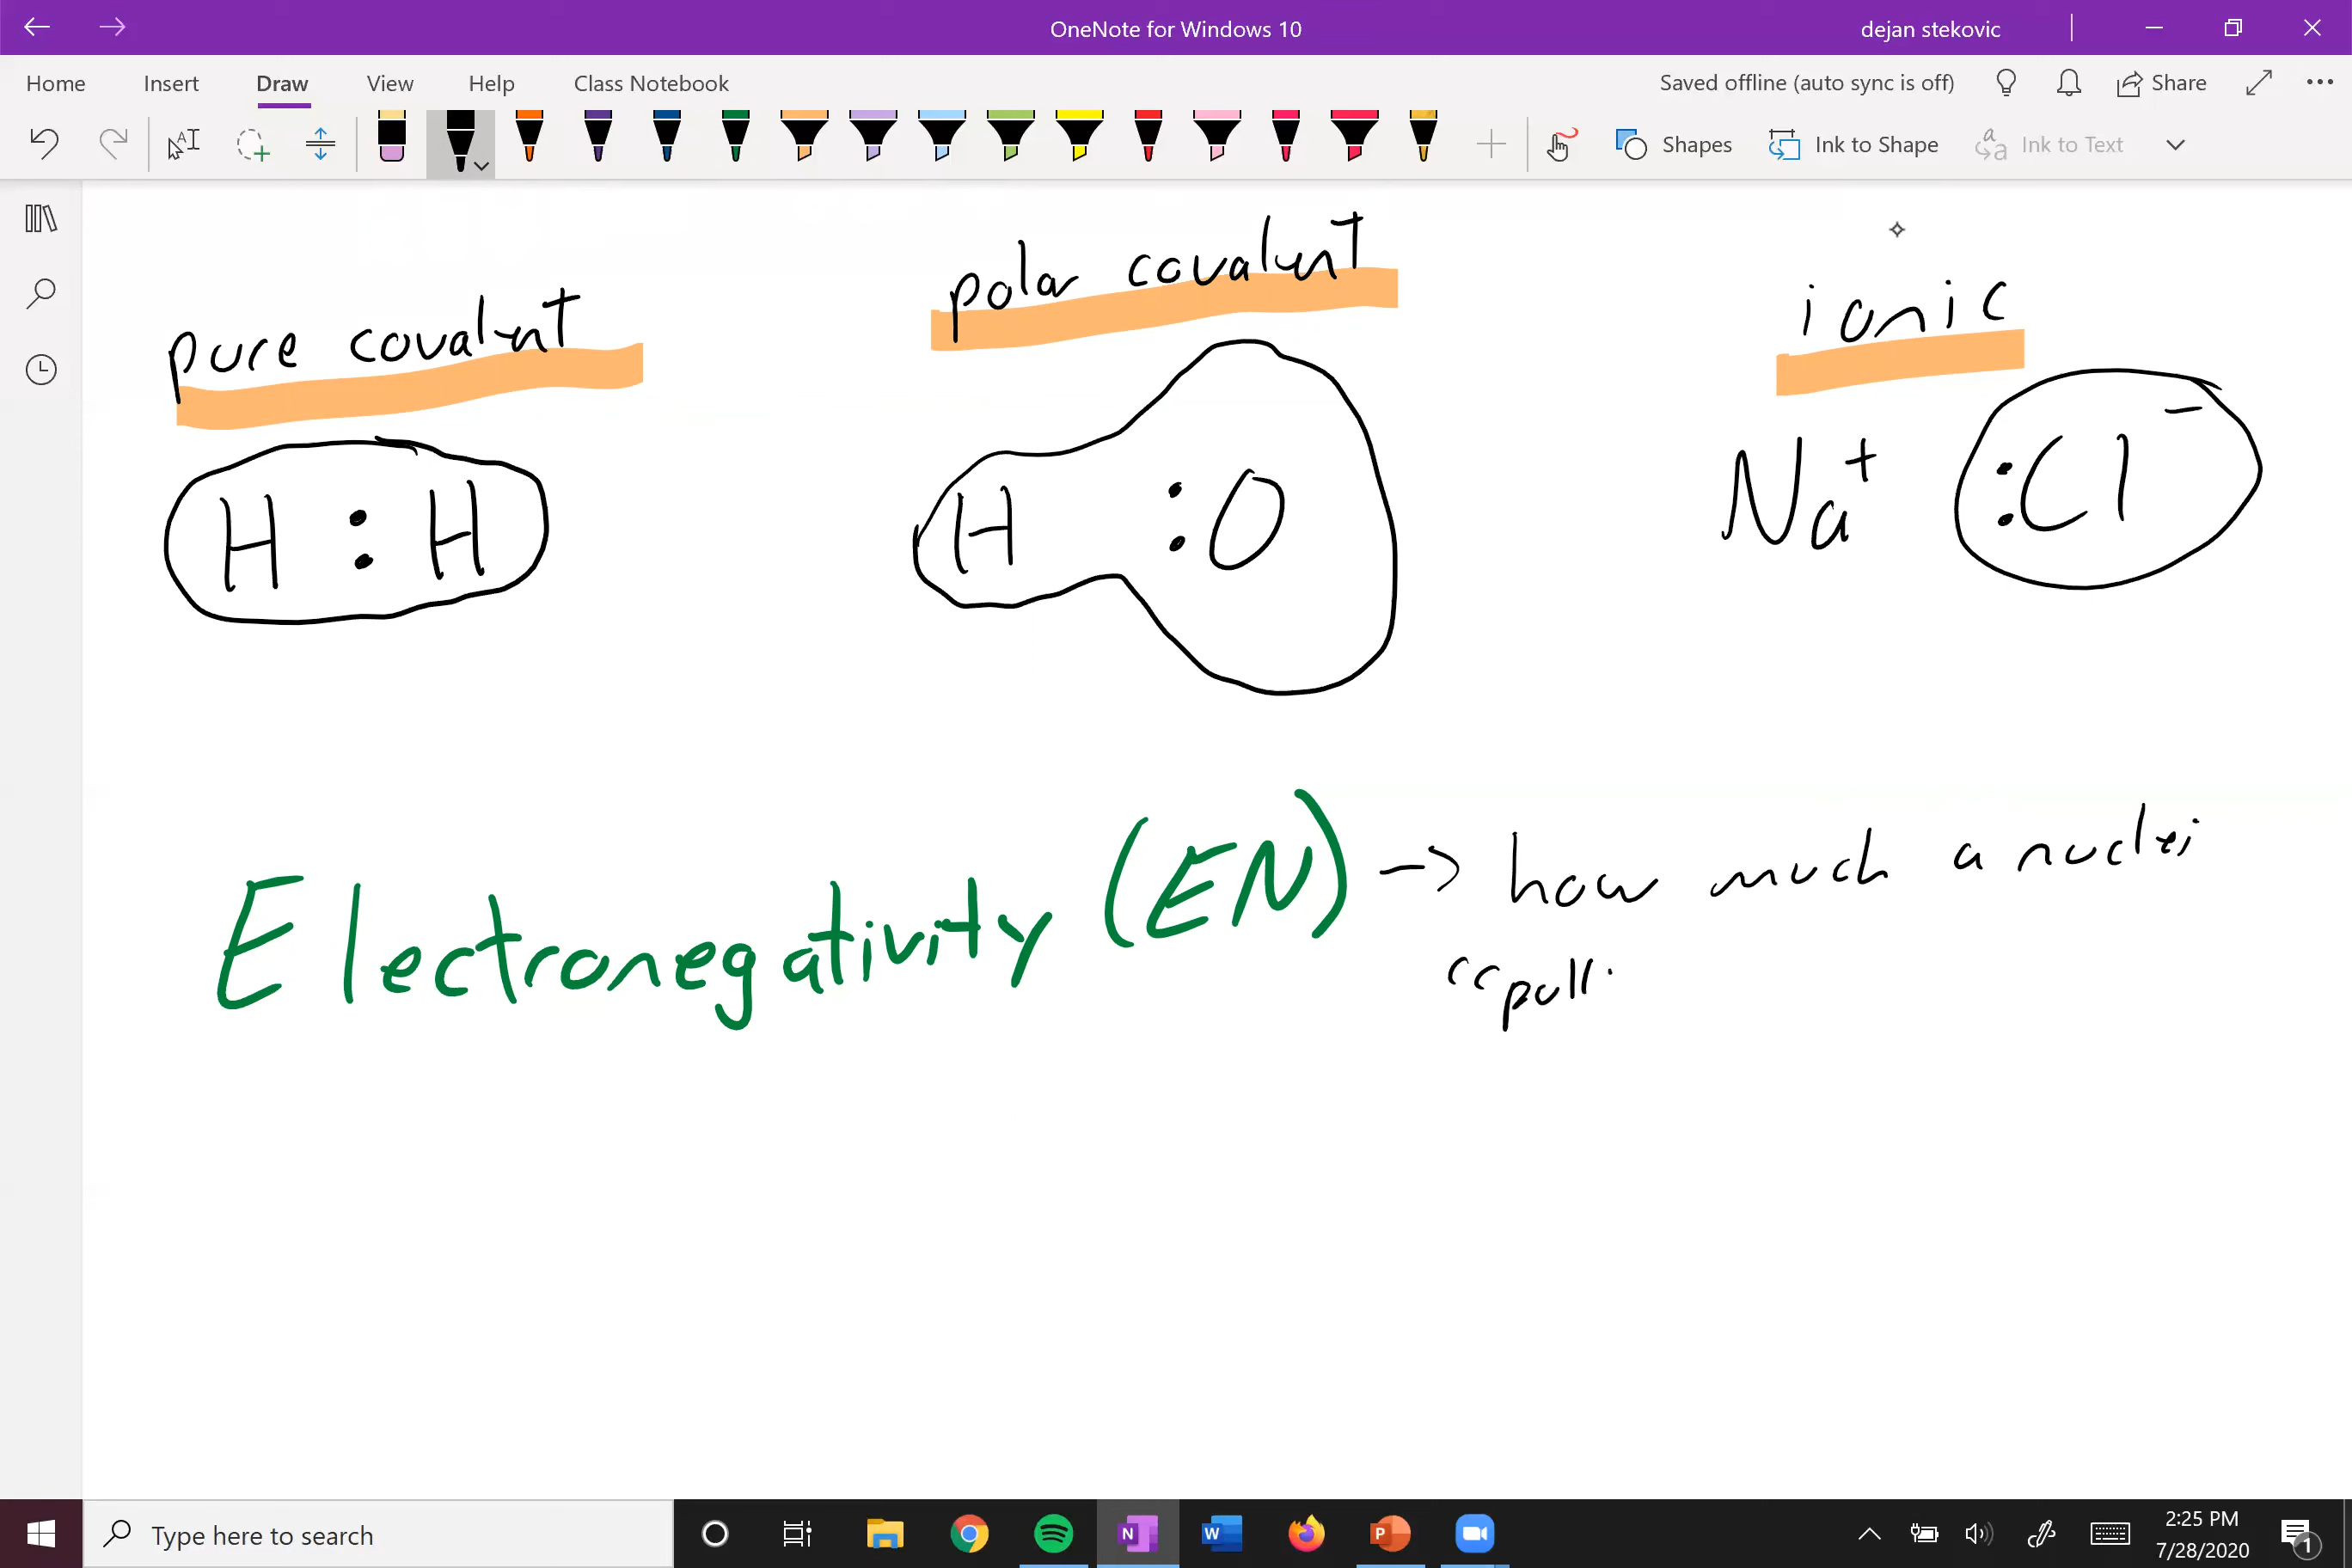 OneNote for Windows 10
dejan stekovic
Home Insert Draw View Help Class Notebook
Saved offline (auto sync is off) Share
Shapes Ink to Shape Ink to Text
pure covalent
polar covalent
ionic
H : H
H :O
Na+ :Cl−
Electronegativity (EN) → how much a nuclei
“pull
Type here to search
2:25 PM
7/28/2020
1